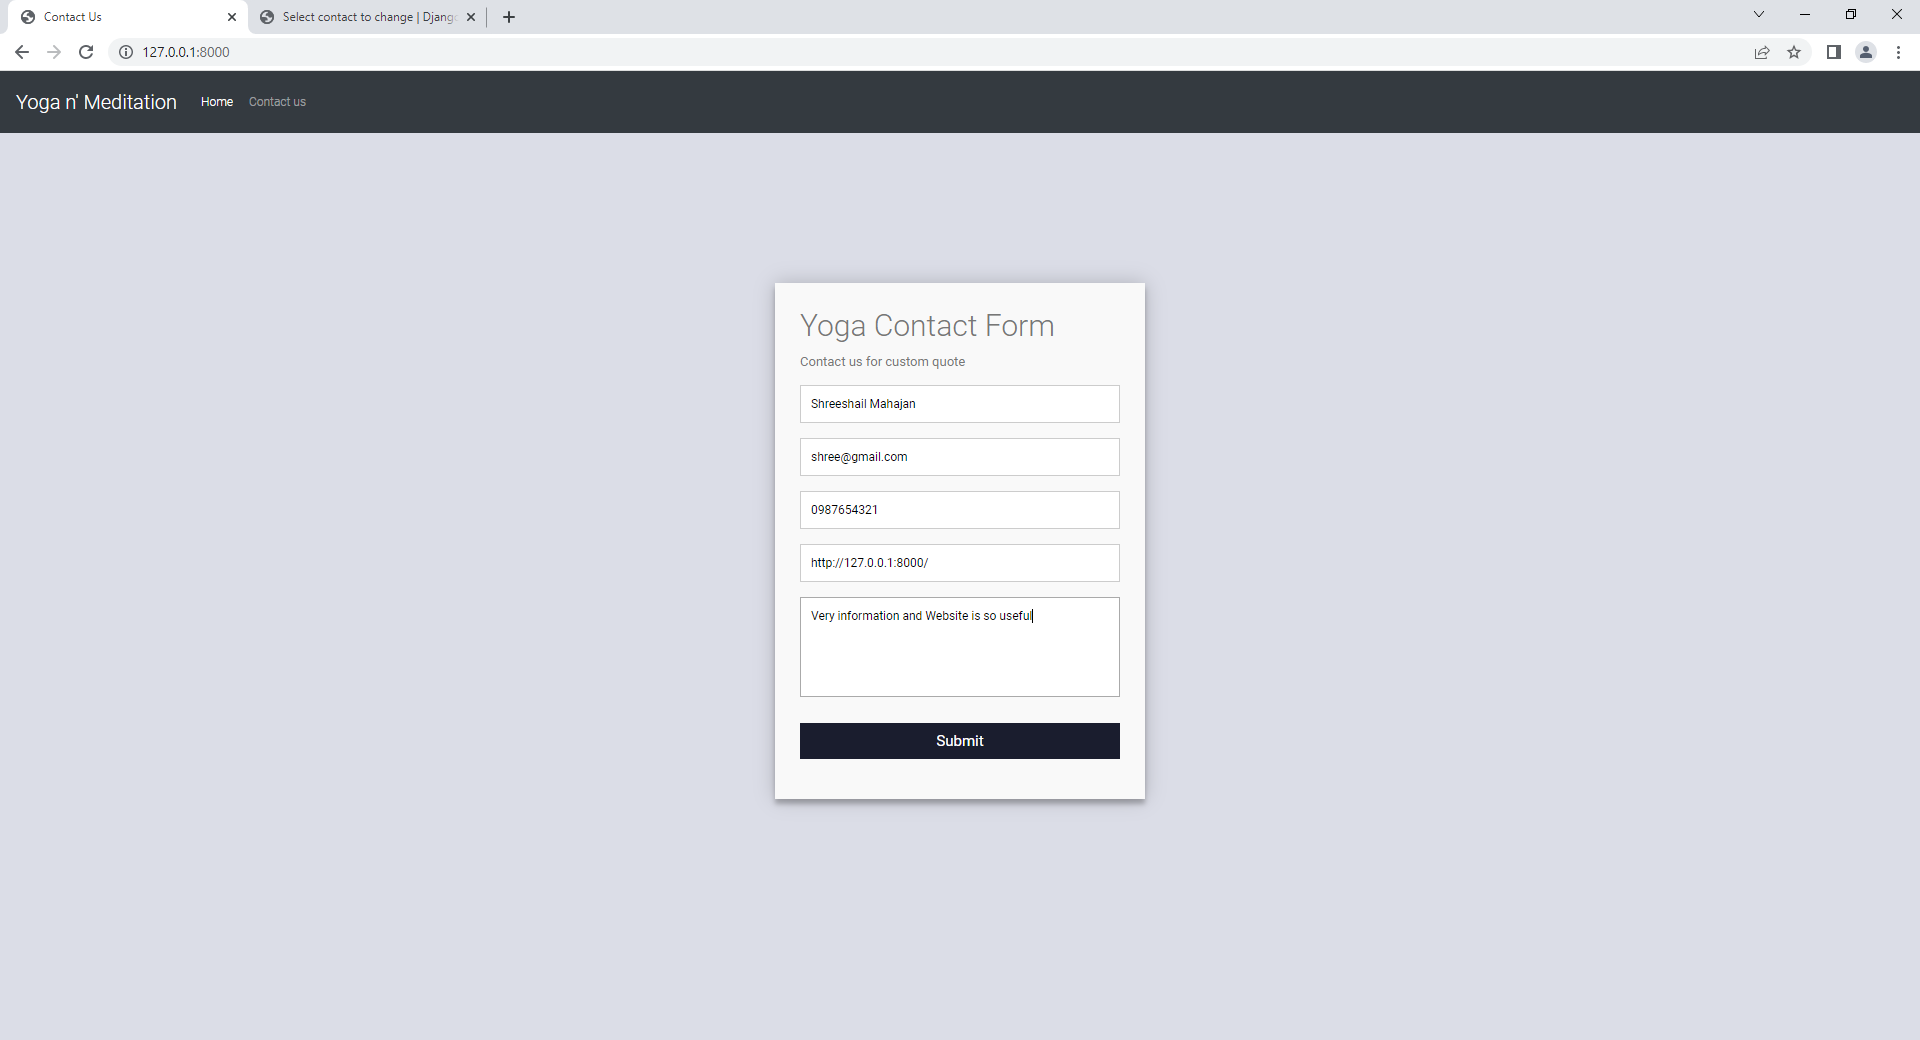 Contact Us
Select contact to change | Django
127.0.0.1:8000
Yoga n' Meditation
Home
Contact us
Yoga Contact Form
Contact us for custom quote
Shreeshail Mahajan
shree@gmail.com
0987654321
http://127.0.0.1:8000/
Very information and Website is so useful
Submit